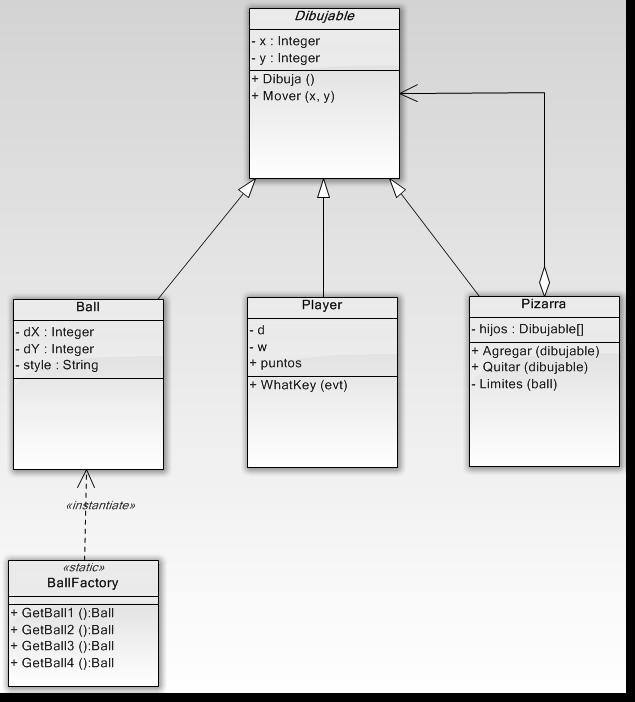 Dibujable
- x : Integer
- y : Integer
+ Dibuja ()
+ Mover (x, y)
Ball
- dX : Integer
- dY : Integer
- style : String
Player
- d
- w
+ puntos
+ WhatKey (evt)
Pizarra
- hijos : Dibujable[]
+ Agregar (dibujable)
+ Quitar (dibujable)
- Limites (ball)
«instantiate»
«static»
BallFactory
+ GetBall1 ():Ball
+ GetBall2 ():Ball
+ GetBall3 ():Ball
+ GetBall4 ():Ball